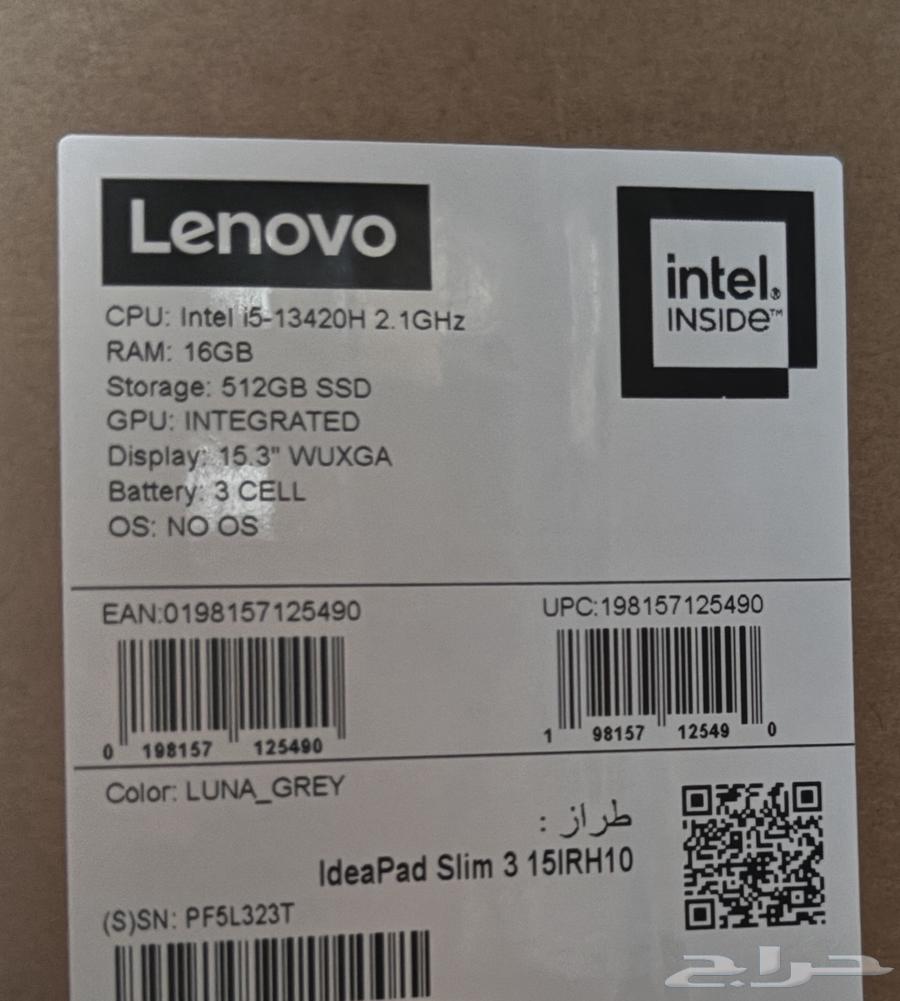 Lenovo
intel®
INSIDE™
CPU: Intel i5-13420H 2.1GHz
RAM: 16GB
Storage: 512GB SSD
GPU: INTEGRATED
Display: 15.3" WUXGA
Battery: 3 CELL
OS: NO OS
EAN:0198157125490
0 198157 125490
UPC:198157125490
1 98157 12549 0
Color: LUNA_GREY
طراز :
IdeaPad Slim 3 15IRH10
(S)SN: PF5L323T
حراج